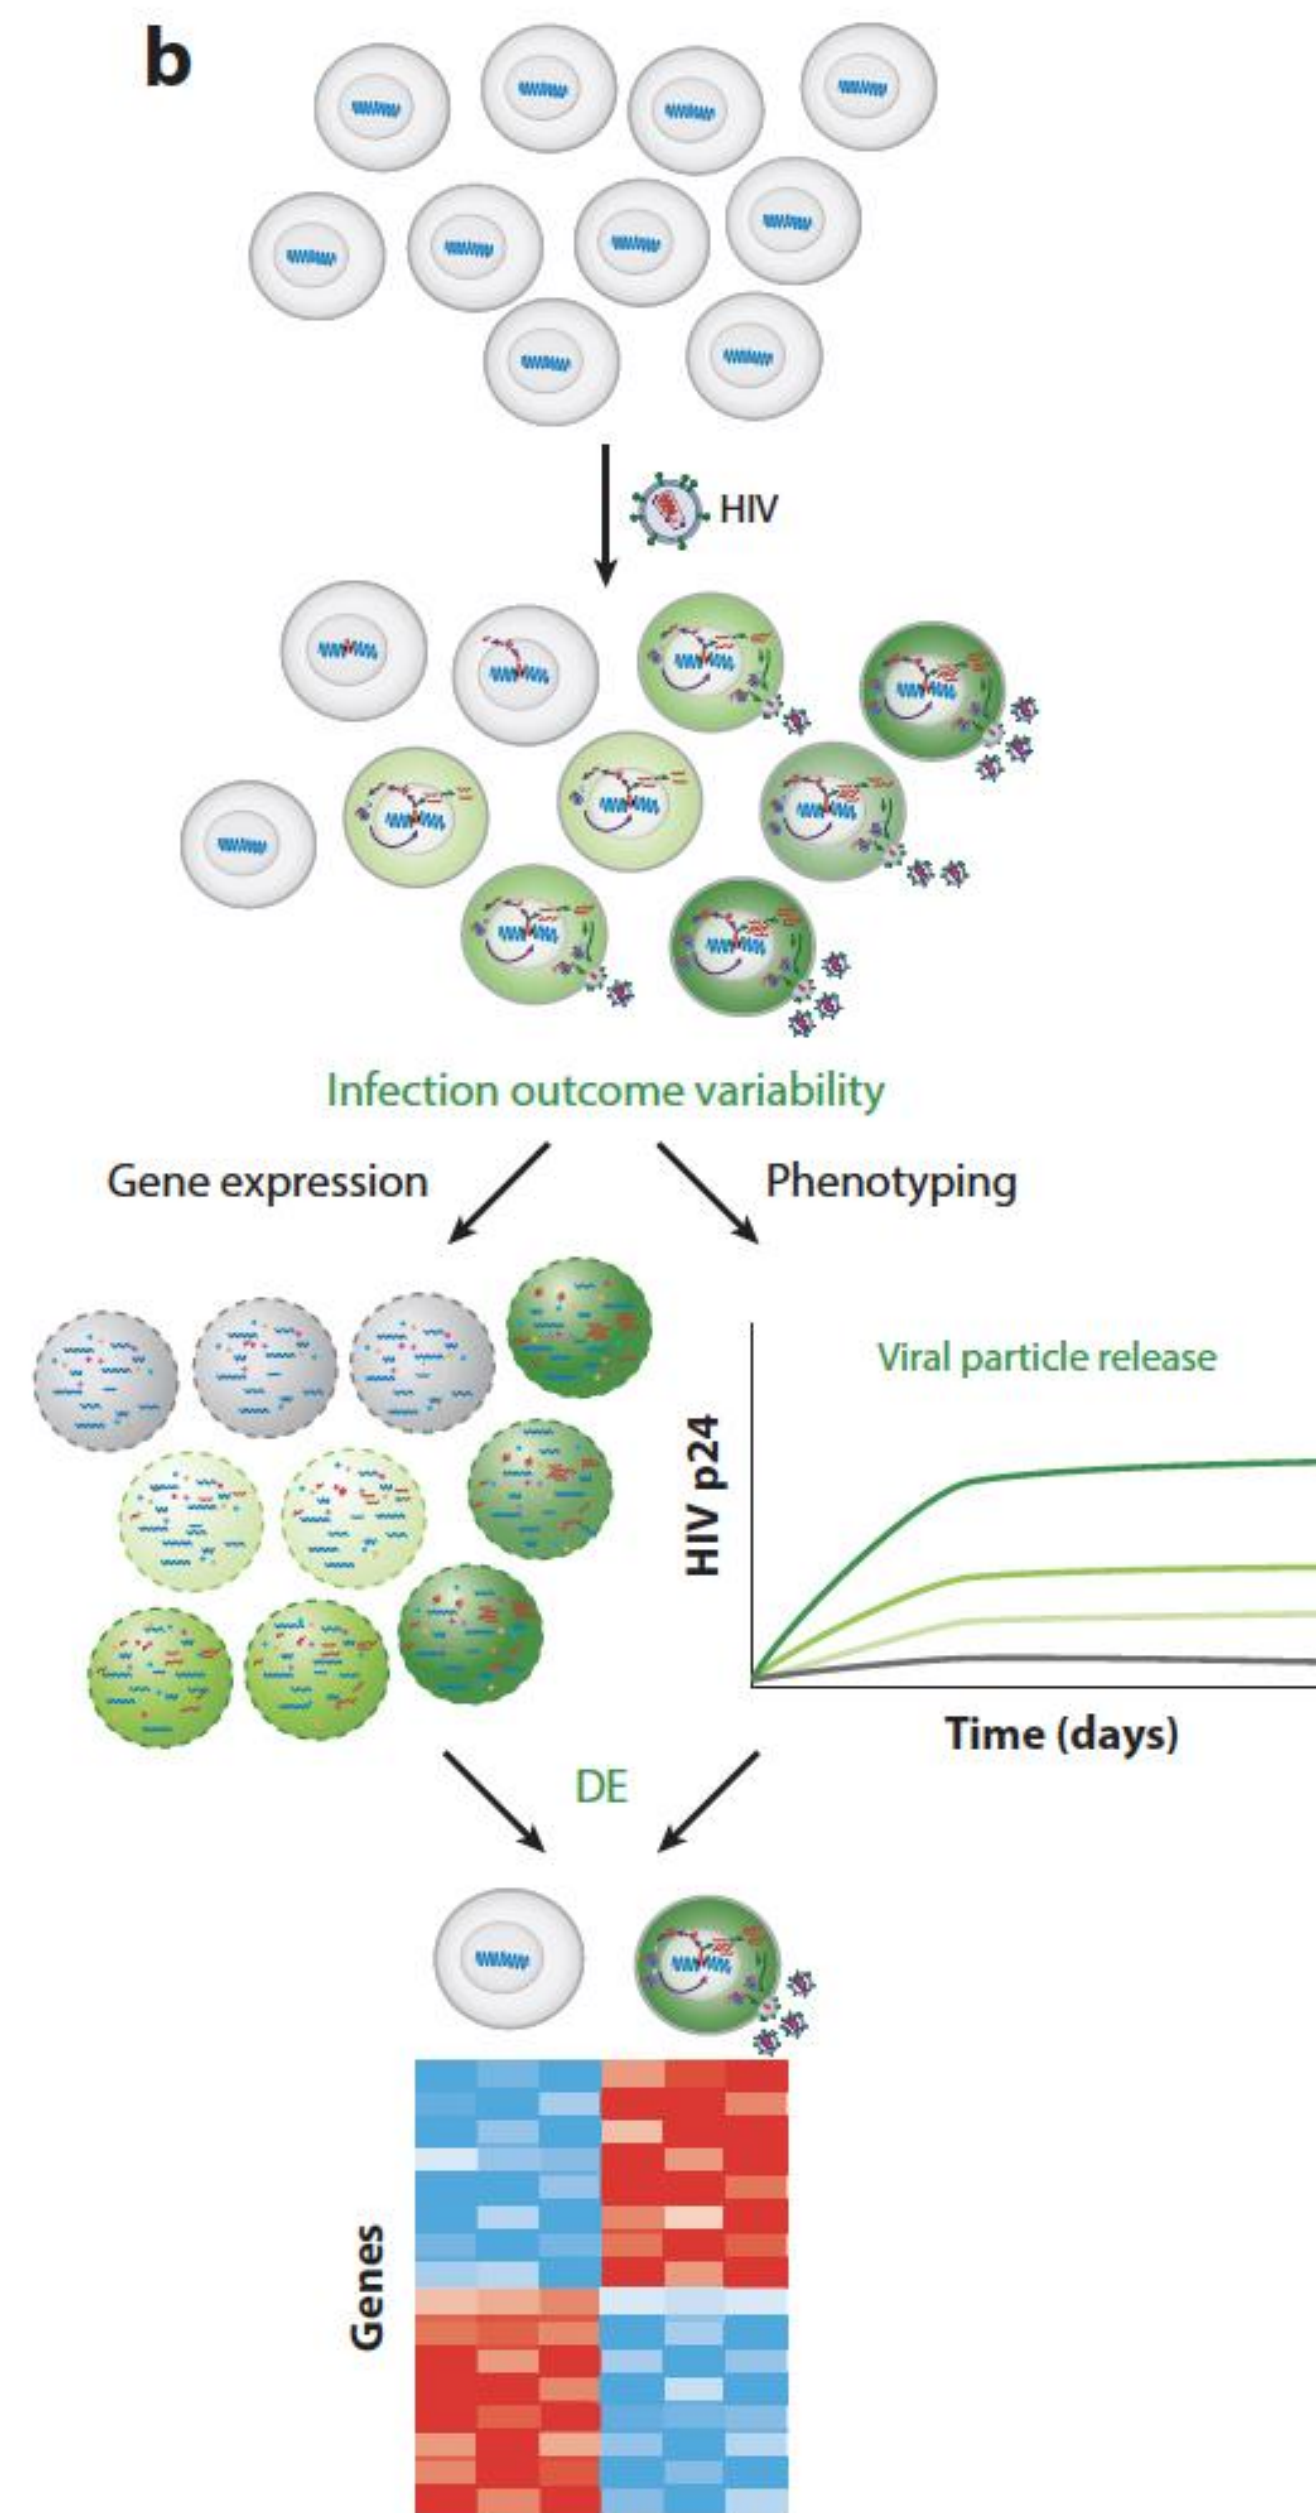 b
HIV
Infection outcome variability
Gene expression
Phenotyping
Viral particle release
HIV p24
Time (days)
DE
Genes